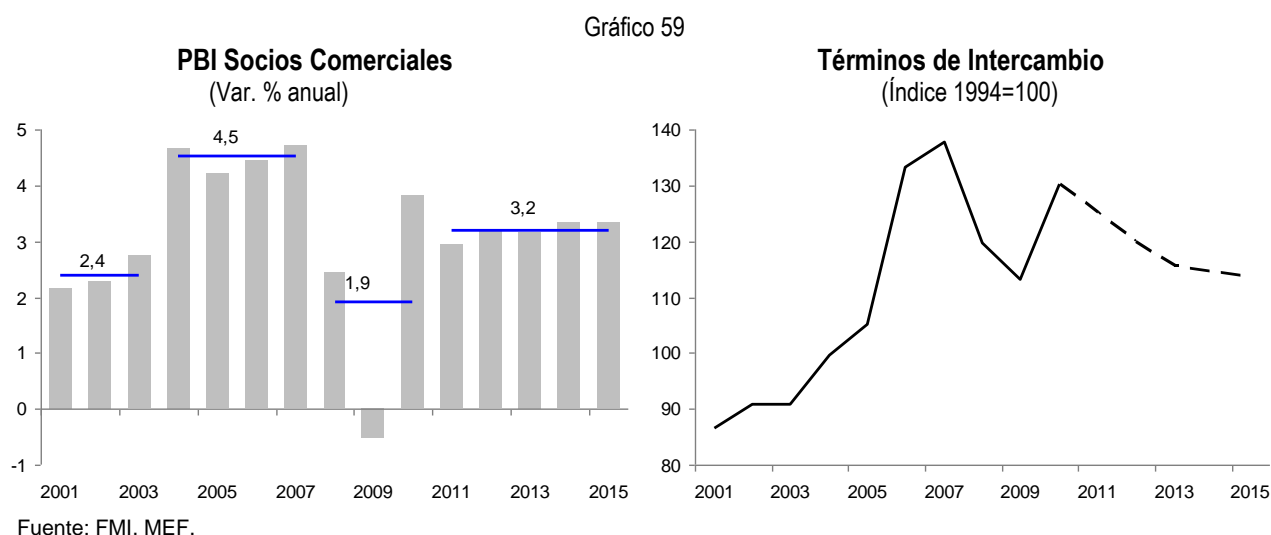 Gráfico 59
PBI Socios Comerciales
(Var. % anual)
5
4
3
2
1
0
-1
4,5
2,4
1,9
3,2
2001 2003 2005 2007 2009 2011 2013 2015
Términos de Intercambio
(Índice 1994=100)
140
130
120
110
100
90
80
2001 2003 2005 2007 2009 2011 2013 2015
Fuente: FMI, MEF.